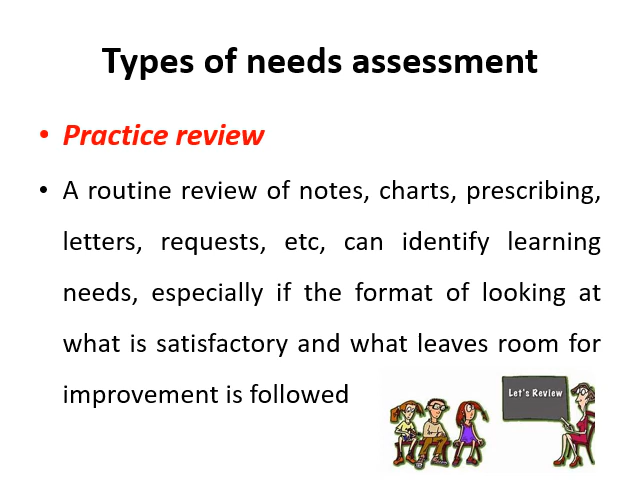 Types of needs assessment
• Practice review
• A routine review of notes, charts, prescribing,
letters, requests, etc, can identify learning
needs, especially if the format of looking at
what is satisfactory and what leaves room for
improvement is followed
Let's Review